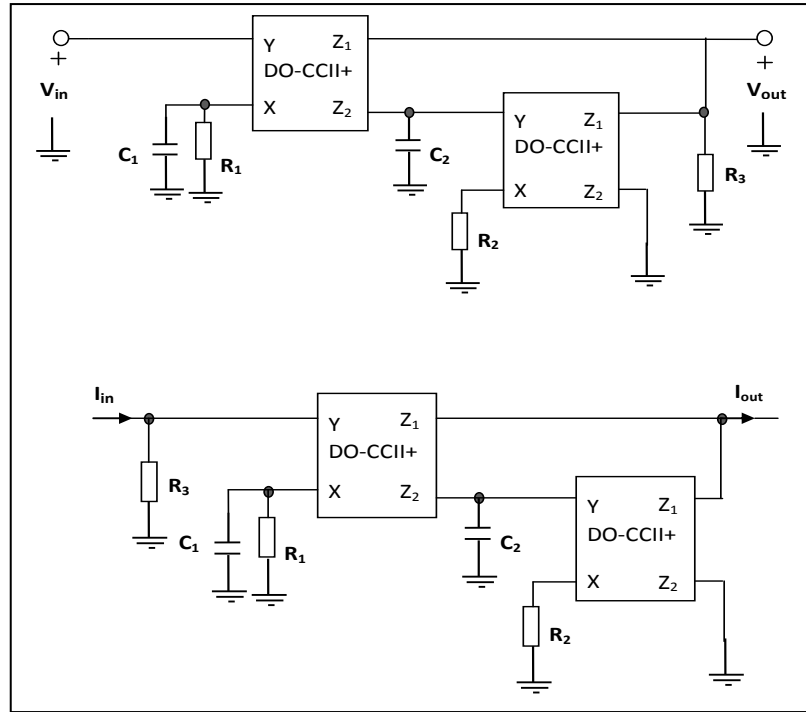 Y Z₁
DO-CCII+
X Z₂
+
Vᵢₙ
+
Vₒᵤₜ
C₁
R₁
C₂
Y Z₁
DO-CCII+
X Z₂
R₂
R₃
Iᵢₙ
Iₒᵤₜ
Y Z₁
DO-CCII+
X Z₂
R₃
C₁
R₁
C₂
Y Z₁
DO-CCII+
X Z₂
R₂